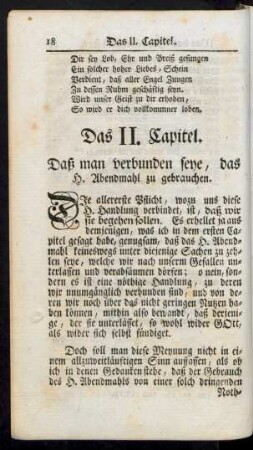 18 Das II. Capitel.
Dir sey Lob, Ehr und Preiß gesungen
Ein solcher hoher Liebes-Schein
Verdient, daß aller Engel Zungen
Zu dessen Ruhm geschäftig seyn.
Wird unser Geist zu dir erhoben,
So wird er dich vollkommner loben.
Das II. Capitel.
Daß man verbunden seye, das
H. Abendmahl zu gebrauchen.
Die allererste Pflicht, wozu uns diese
H. Handlung verbindet, ist, daß wir
sie begehen sollen. Es erhellet ja aus
demjenigen, was ich in dem ersten Capi-
tel gesagt habe, genugsam, daß das H. Abend-
mahl keineswegs unter diejenige Sachen zu zeh-
len seye, welche wir nach unserm Gefallen un-
terlassen und verabsäumen dörfen; o nein, son-
dern es ist eine nöthige Handlung, zu deren
wir unumgänglich verbunden sind, und von de-
ren wir noch über das nicht geringen Nutzen ha-
ben können, mithin also bewandt, daß derjeni-
ge, der sie unterlässet, so wohl wider GOtt,
als wider sich selbst sündiget.
Doch soll man diese Meynung nicht in ei-
nem allzuweitläuftigen Sinn auffassen, als ob
ich in denen Gedanken stehe, daß der Gebrauch
des H. Abendmahls von einer solch dringenden
Noth-